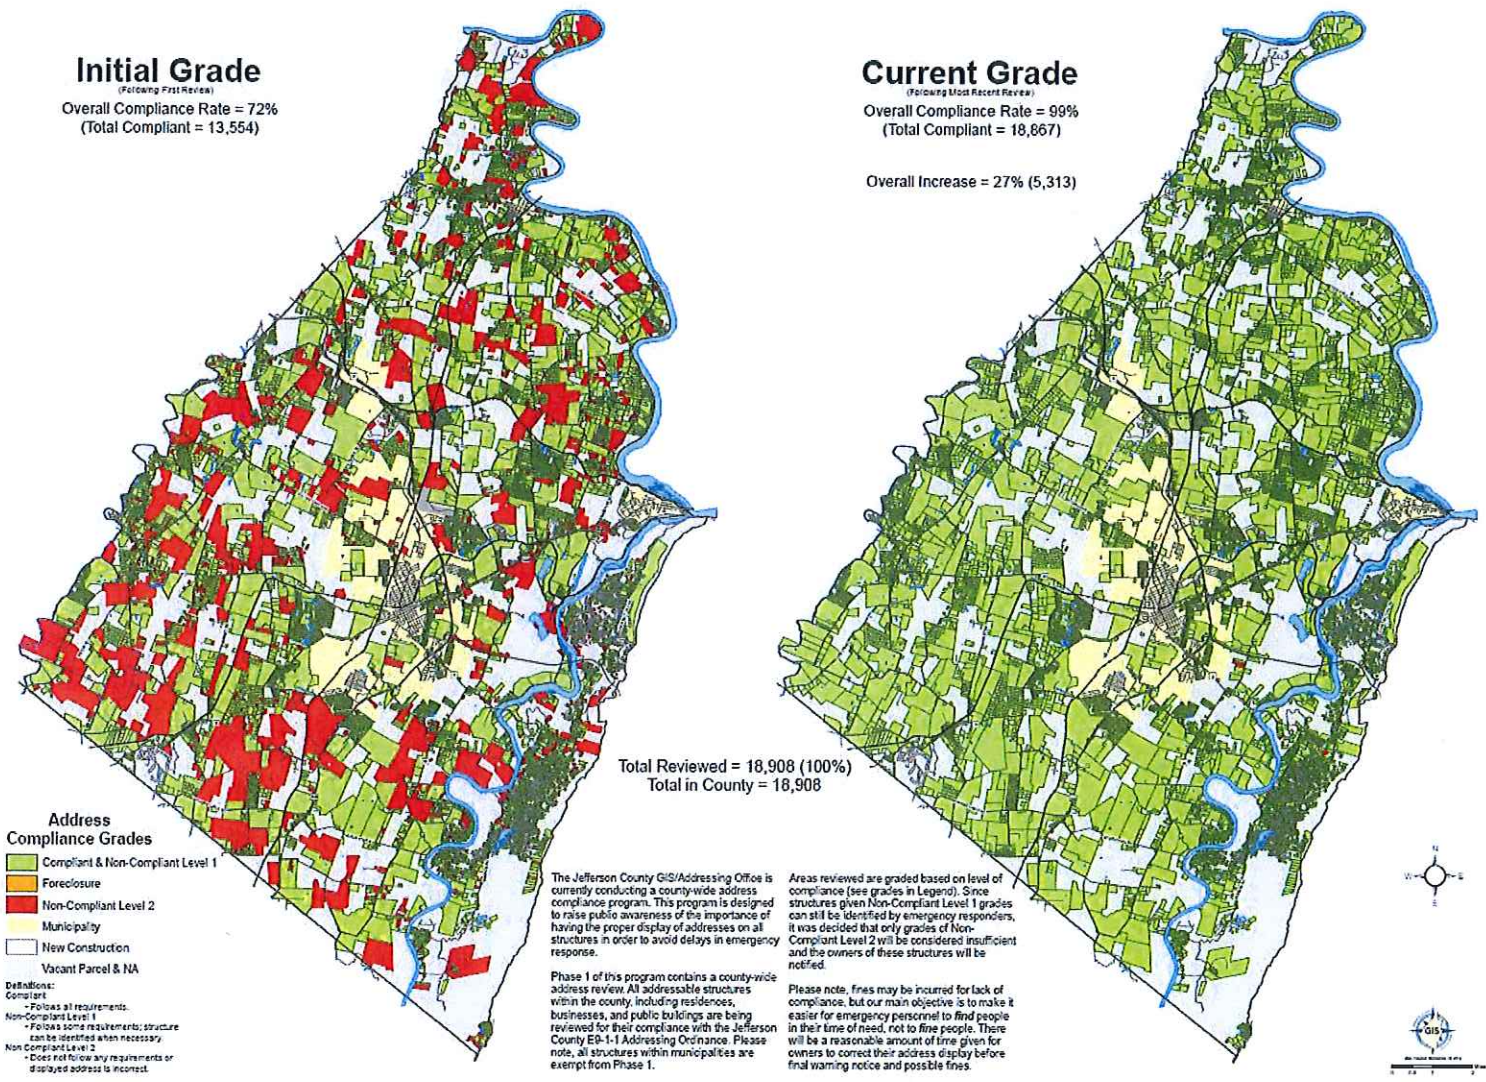 Initial Grade
(Following First Review)
Overall Compliance Rate = 72%
(Total Compliant = 13,554)
Current Grade
(Following Most Recent Review)
Overall Compliance Rate = 99%
(Total Compliant = 18,867)
Overall Increase = 27% (5,313)
Total Reviewed = 18,908 (100%)
Total in County = 18,908
Address
Compliance Grades
Compliant & Non-Compliant Level 1
Foreclosure
Non-Compliant Level 2
Municipality
New Construction
Vacant Parcel & NA
Definitions:
Compliant
- Follows all requirements.
Non-Compliant Level 1
- Follows some requirements; structure
can be identified when necessary.
Non Compliant Level 2
- Does not follow any requirements or
displayed address is incorrect.
The Jefferson County GIS/Addressing Office is
currently conducting a county-wide address
compliance program. This program is designed
to raise public awareness of the importance of
having the proper display of addresses on all
structures in order to avoid delays in emergency
response.
Phase 1 of this program contains a county-wide
address review. All addressable structures
within the county, including residences,
businesses, and public buildings are being
reviewed for their compliance with the Jefferson
County E9-1-1 Addressing Ordinance. Please
note, all structures within municipalities are
exempt from Phase 1.
Areas reviewed are graded based on level of
compliance (see grades in Legend). Since
structures given Non-Compliant Level 1 grades
can still be identified by emergency responders,
it was decided that only grades of Non-
Compliant Level 2 will be considered insufficient
and the owners of these structures will be
notified.
Please note, fines may be incurred for lack of
compliance, but our main objective is to make it
easier for emergency personnel to find people
in their time of need, not to fine people. There
will be a reasonable amount of time given for
owners to correct their address display before
final warning notice and possible fines.
N
W
E
S
GIS